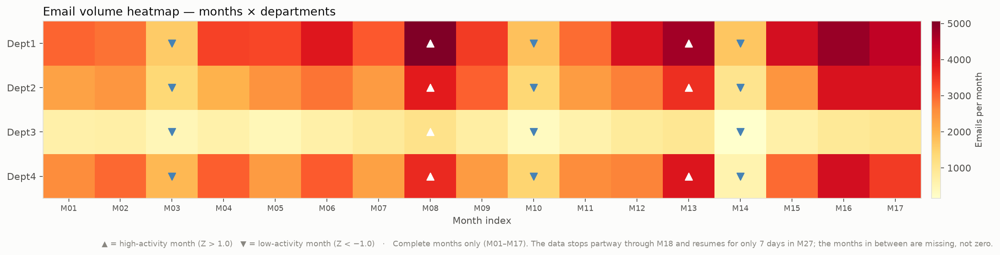 Email volume heatmap — months × departments
Dept1
Dept2
Dept3
Dept4
M01 M02 M03 M04 M05 M06 M07 M08 M09 M10 M11 M12 M13 M14 M15 M16 M17
Month index
5000
4000
3000
2000
1000
Emails per month
▲ = high-activity month (Z > 1.0) ▼ = low-activity month (Z < −1.0) · Complete months only (M01–M17). The data stops partway through M18 and resumes for only 7 days in M27; the months in between are missing, not zero.